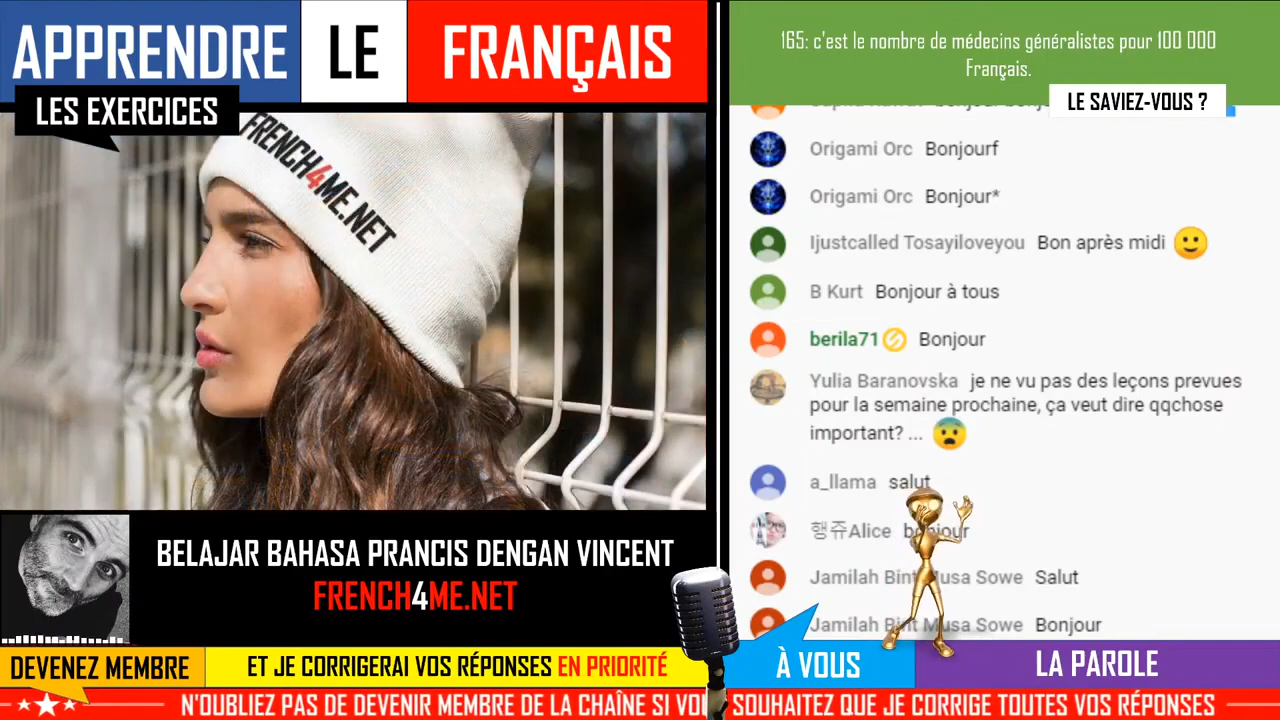 APPRENDRE LE FRANÇAIS
LES EXERCICES
FRENCH4ME.NET
BELAJAR BAHASA PRANCIS DENGAN VINCENT
FRENCH4ME.NET
DEVENEZ MEMBRE
ET JE CORRIGERAI VOS RÉPONSES EN PRIORITÉ
165: c'est le nombre de médecins généralistes pour 100 000
Français.
LE SAVIEZ-VOUS ?
Origami Orc Bonjourf
Origami Orc Bonjour*
Ijustcalled Tosayiloveyou Bon après midi 🙂
B Kurt Bonjour à tous
berila71 Bonjour
Yulia Baranovska je ne vu pas des leçons prevues
pour la semaine prochaine, ça veut dire qqchose
important? ... 😨
a_llama salut
행쥬Alice bonjour
Jamilah Bint Musa Sowe Salut
Jamilah Bint Musa Sowe Bonjour
À VOUS
LA PAROLE
N'OUBLIEZ PAS DE DEVENIR MEMBRE DE LA CHAÎNE SI VOU SOUHAITEZ QUE JE CORRIGE TOUTES VOS RÉPONSES